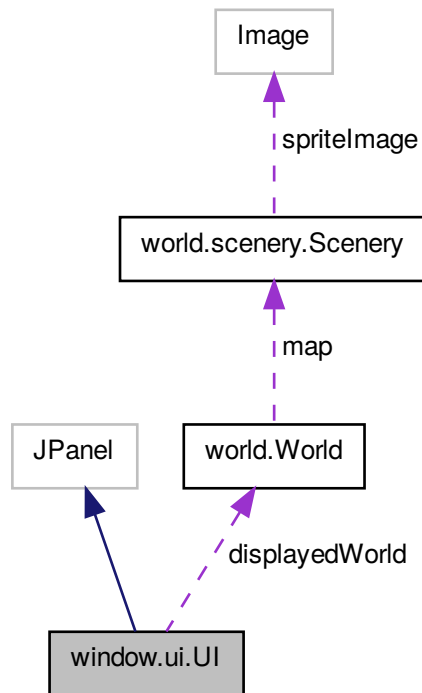 Image
spriteImage
world.scenery.Scenery
map
JPanel
world.World
displayedWorld
window.ui.UI